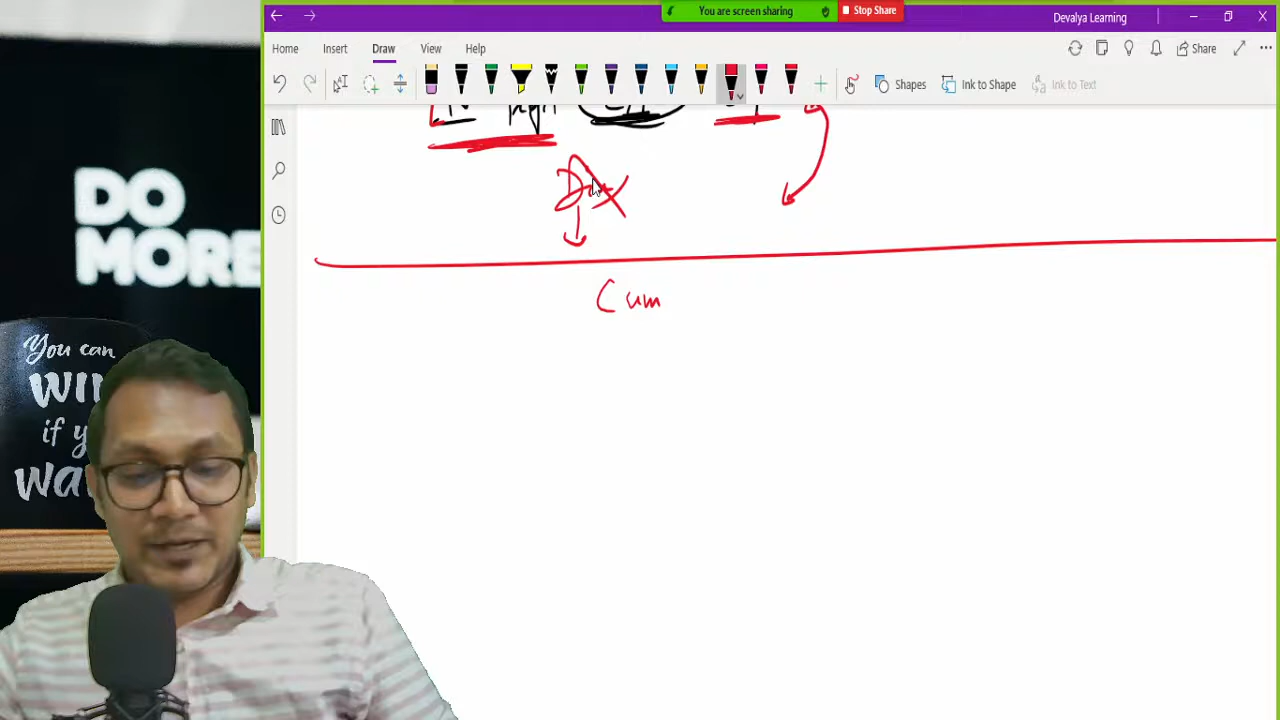 You are screen sharing
Stop Share
Devalya Learning
Home Insert Draw View Help
Share
Shapes Ink to Shape Ink to Text
DO
MORE
Cum
You can
WIN
if y
wa